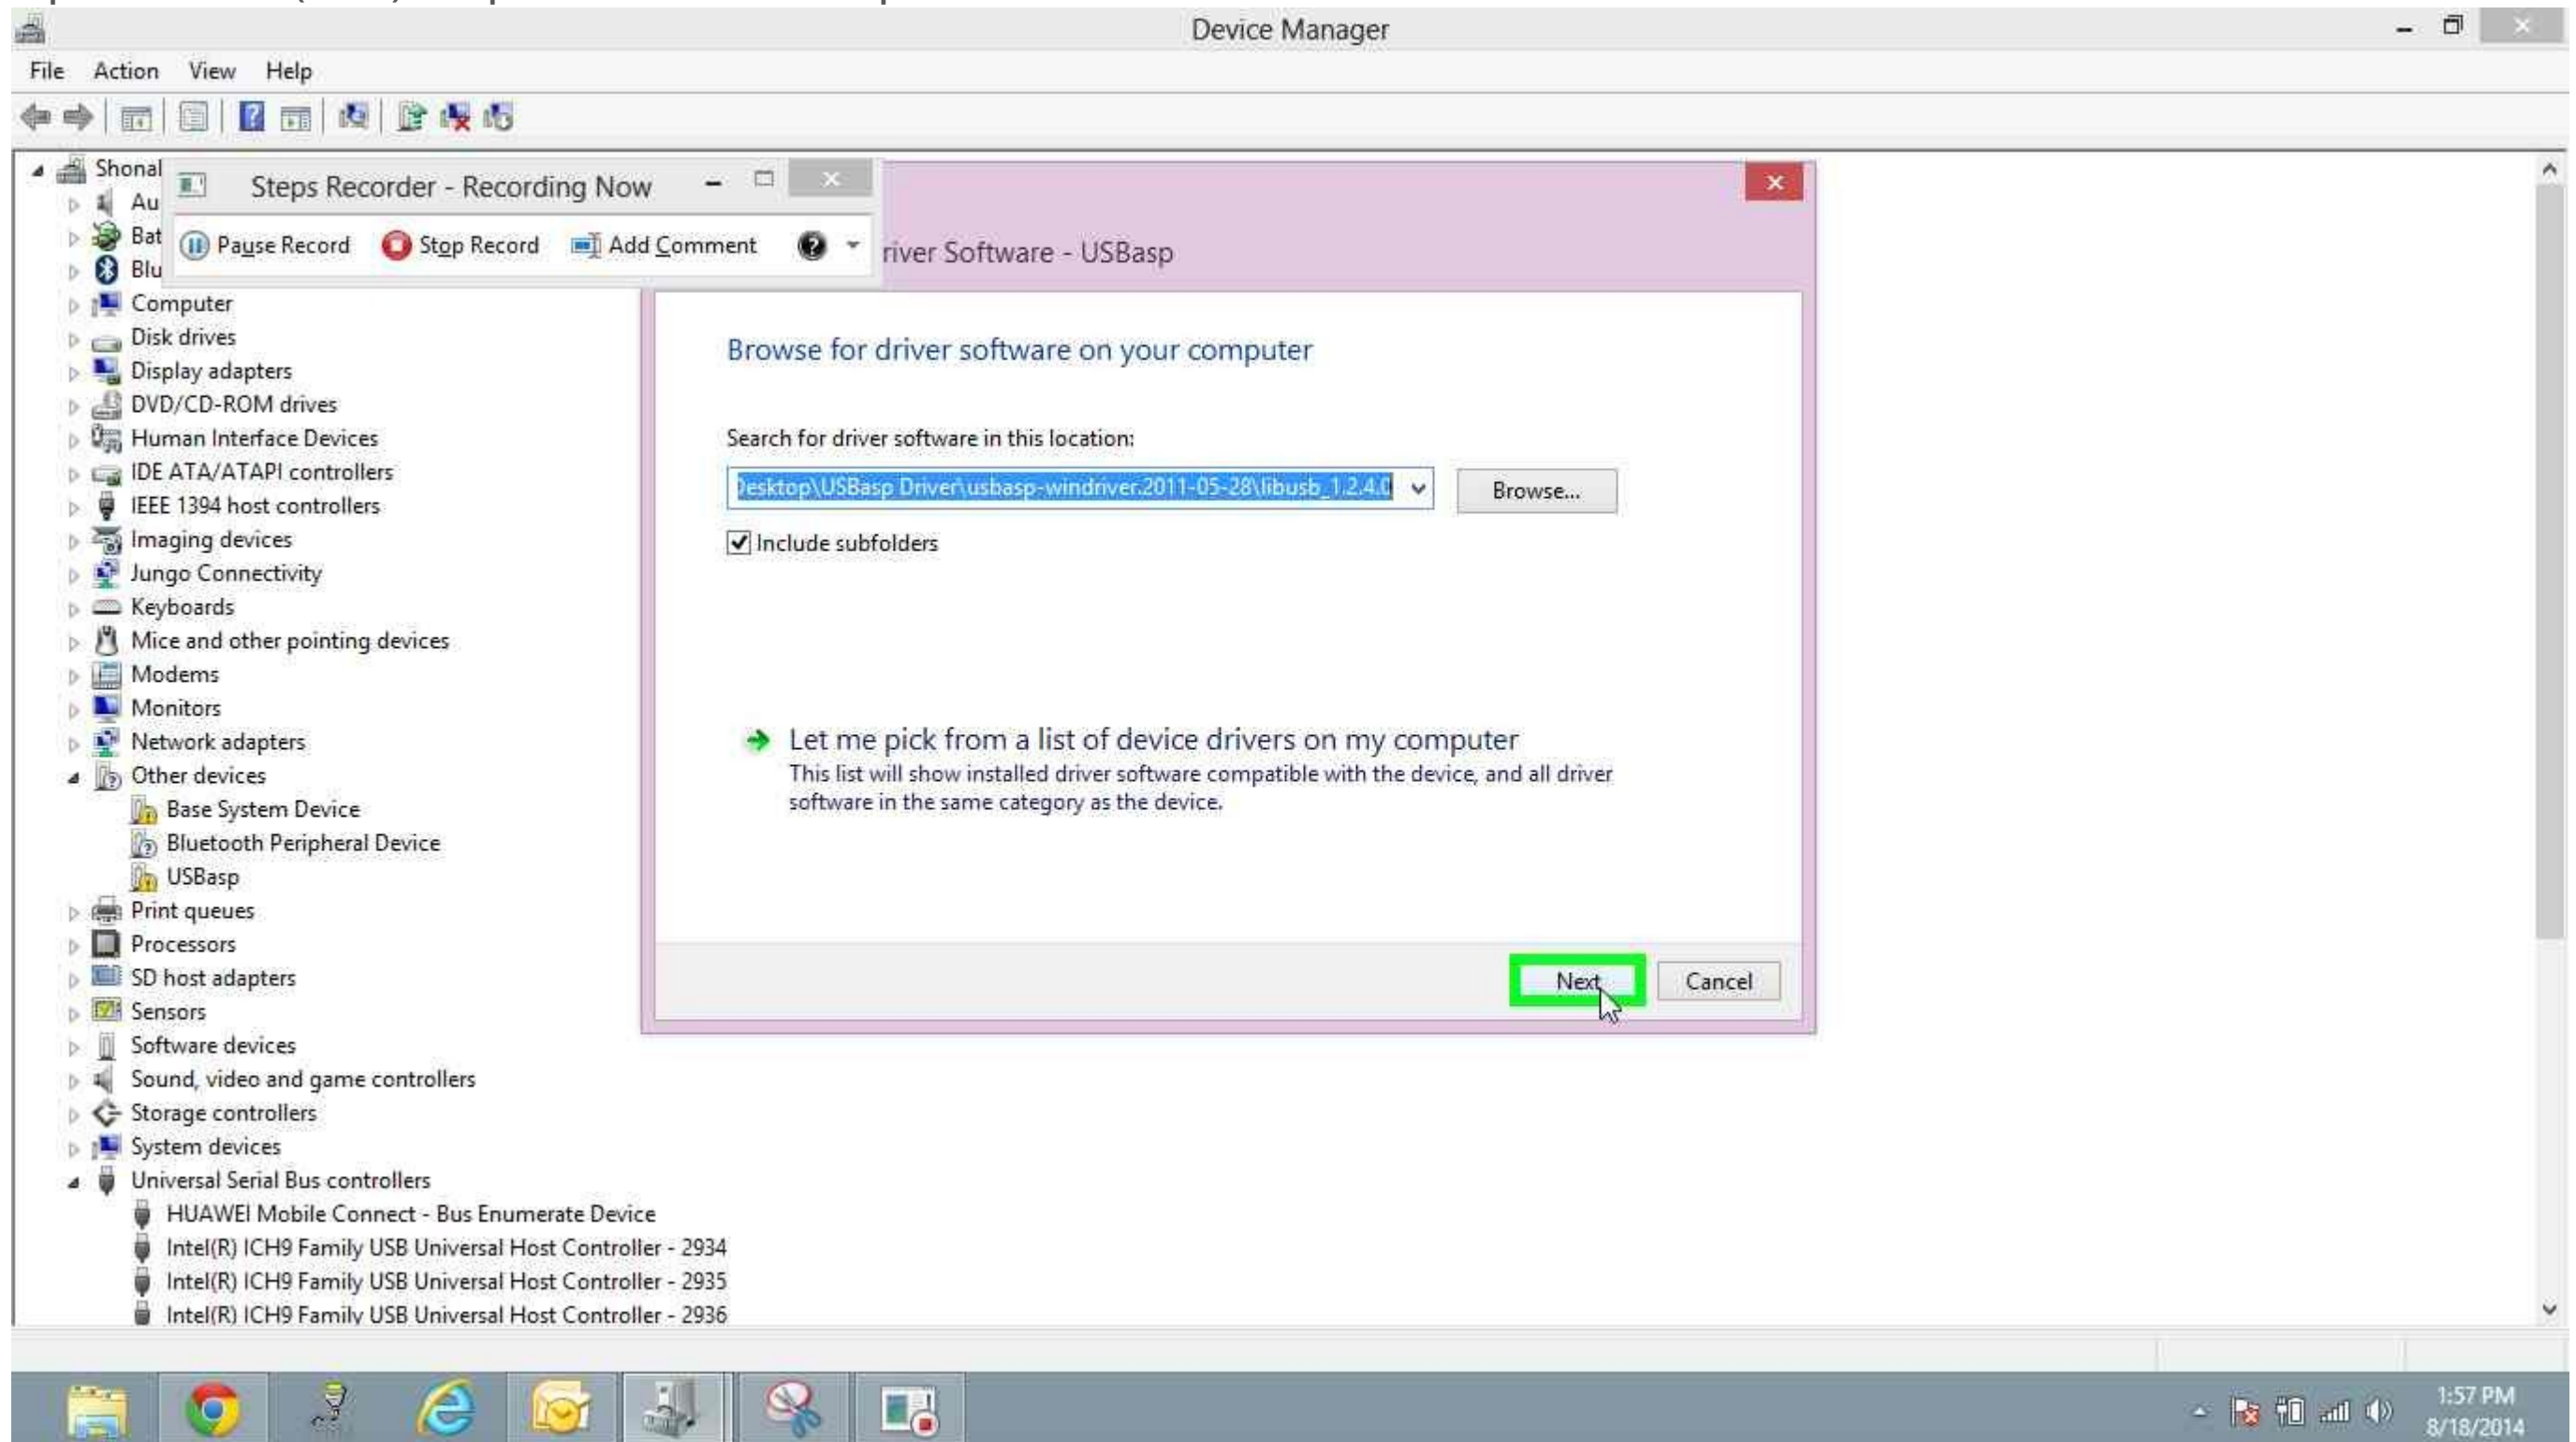 Device Manager
File Action View Help
Shonal
Steps Recorder - Recording Now
Au
Bat
Pause Record Stop Record Add Comment
river Software - USBasp
Blu
Computer
Disk drives
Display adapters
DVD/CD-ROM drives
Human Interface Devices
IDE ATA/ATAPI controllers
IEEE 1394 host controllers
Imaging devices
Jungo Connectivity
Keyboards
Mice and other pointing devices
Modems
Monitors
Network adapters
Other devices
Base System Device
Bluetooth Peripheral Device
USBasp
Print queues
Processors
SD host adapters
Sensors
Software devices
Sound, video and game controllers
Storage controllers
System devices
Universal Serial Bus controllers
HUAWEI Mobile Connect - Bus Enumerate Device
Intel(R) ICH9 Family USB Universal Host Controller - 2934
Intel(R) ICH9 Family USB Universal Host Controller - 2935
Intel(R) ICH9 Family USB Universal Host Controller - 2936
Browse for driver software on your computer
Search for driver software in this location:
Desktop\USBasp Driver\usbasp-windriver.2011-05-28\libusb_1.2.4.0
Browse...
Include subfolders
Let me pick from a list of device drivers on my computer
This list will show installed driver software compatible with the device, and all driver
software in the same category as the device.
Next Cancel
1:57 PM
8/18/2014